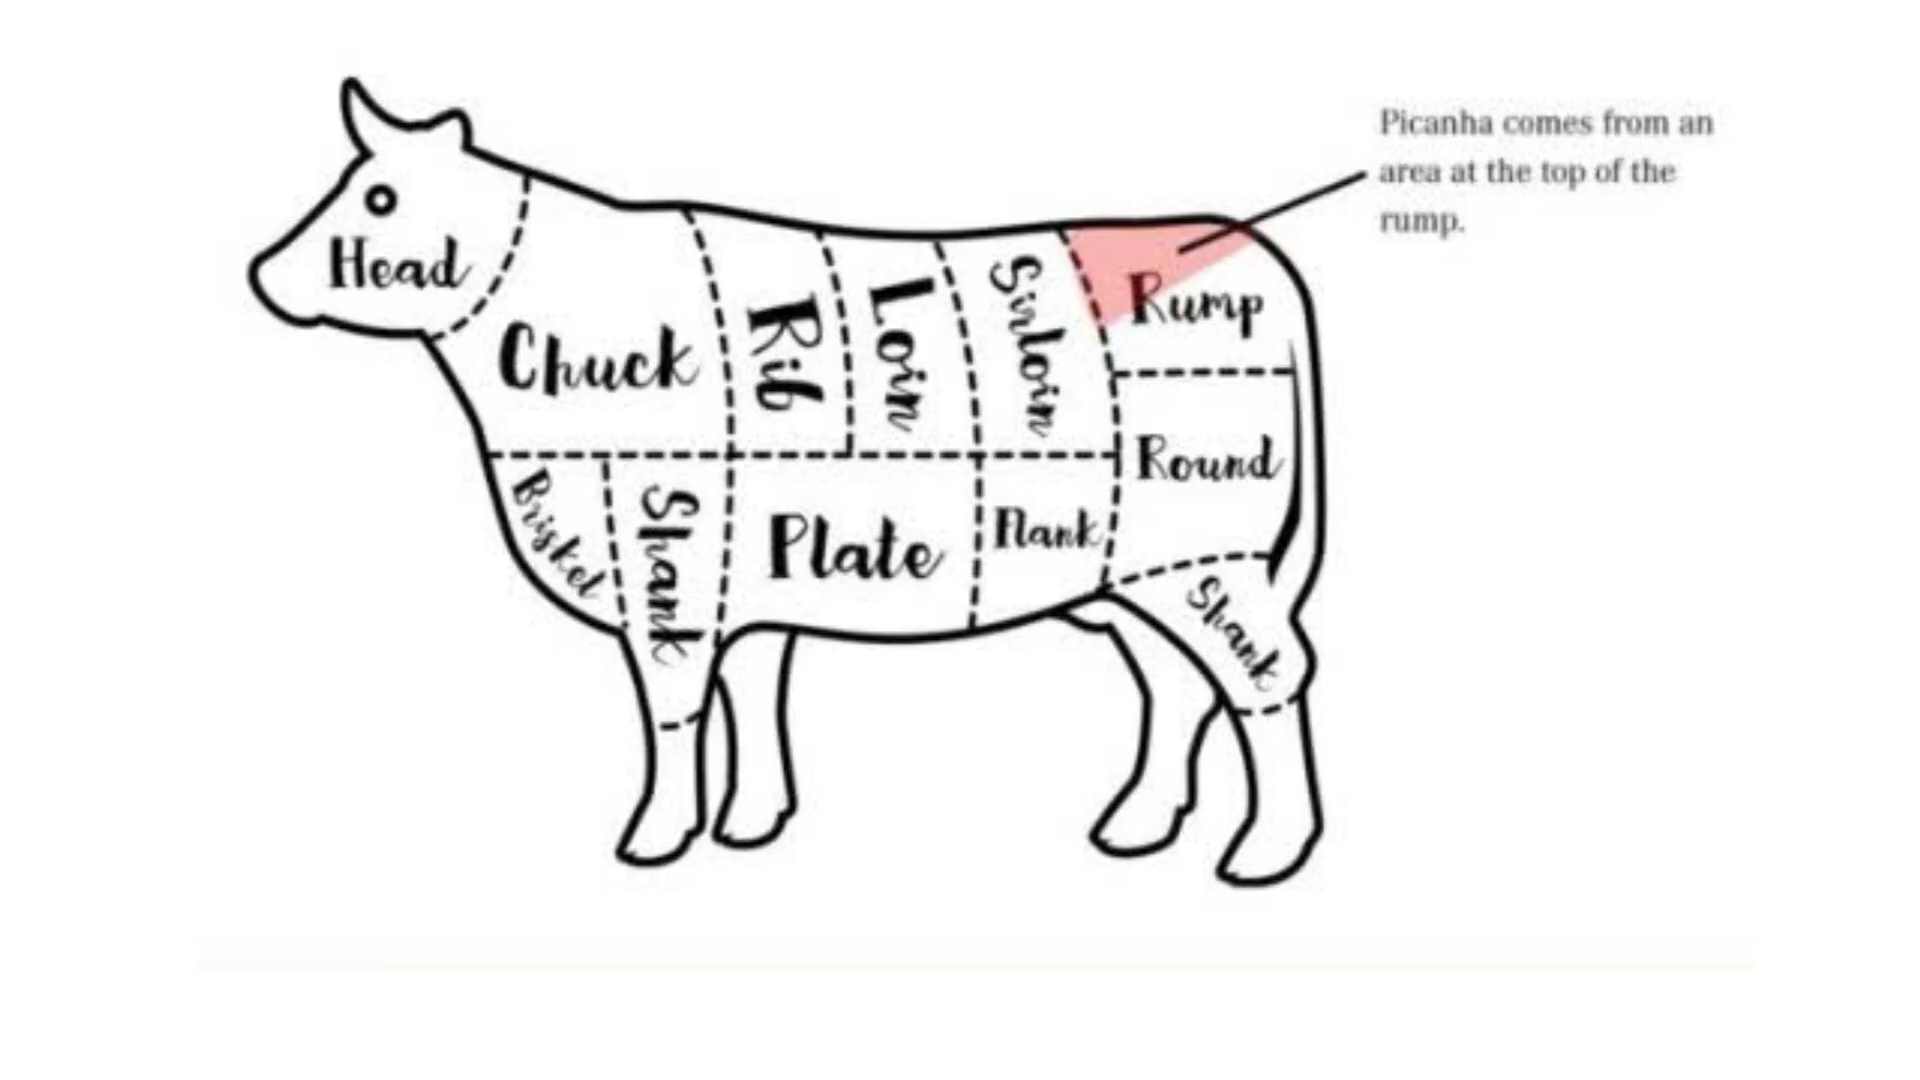 Picanha comes from an
area at the top of the
rump.
Head
Chuck
Rib
Loin
Sirloin
Rump
Round
Brisket
Shank
Plate
Flank
Shank